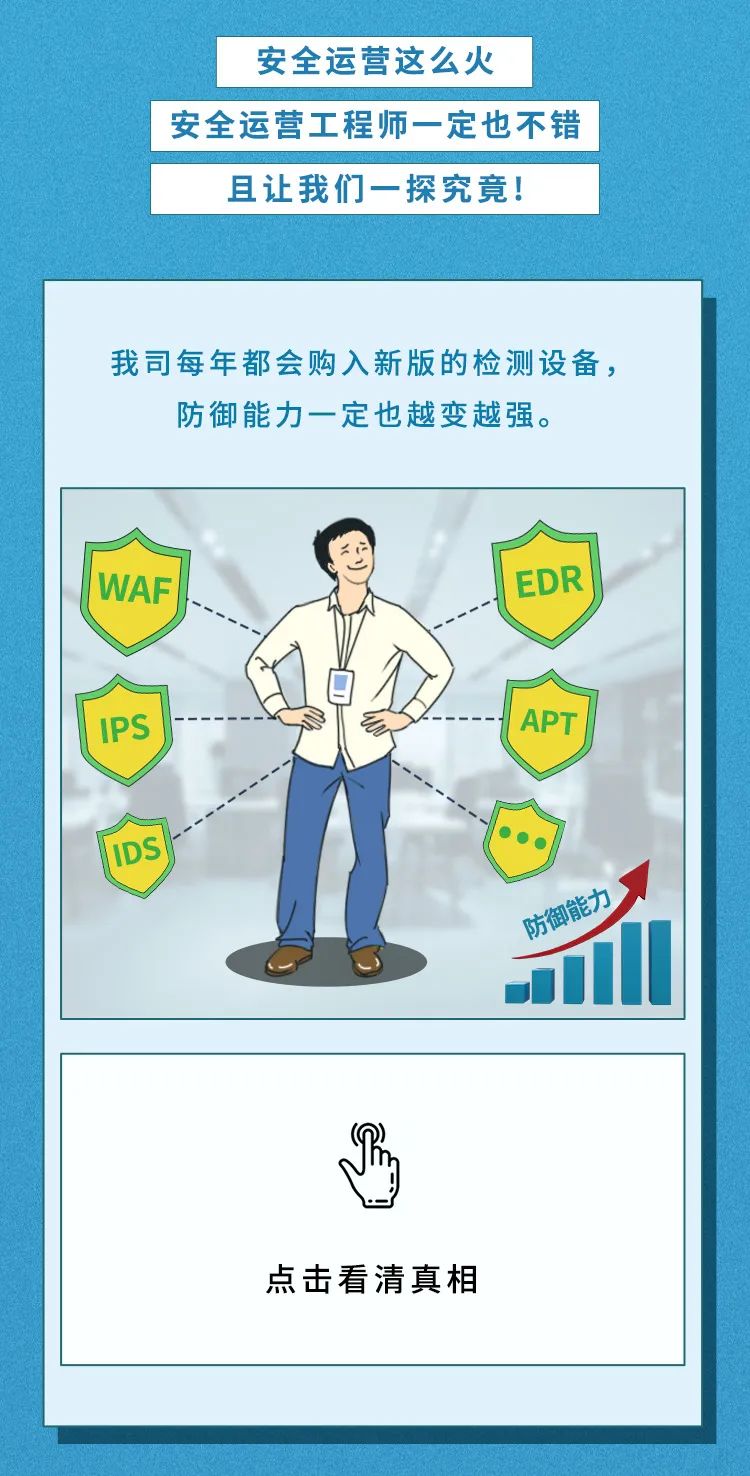 安全运营这么火
安全运营工程师一定也不错
且让我们一探究竟!
我司每年都会购入新版的检测设备，
防御能力一定也越变越强。
WAF
EDR
IPS
APT
IDS
防御能力
点击看清真相